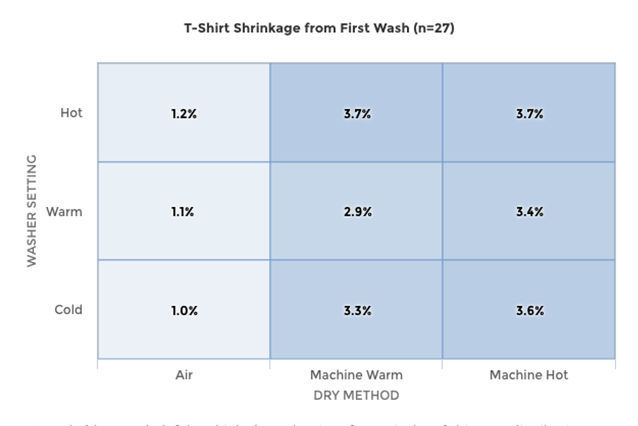 T-Shirt Shrinkage from First Wash (n=27)
Hot 1.2% 3.7% 3.7%
WASHER SETTING
Warm 1.1% 2.9% 3.4%
Cold 1.0% 3.3% 3.6%
Air Machine Warm Machine Hot
DRY METHOD